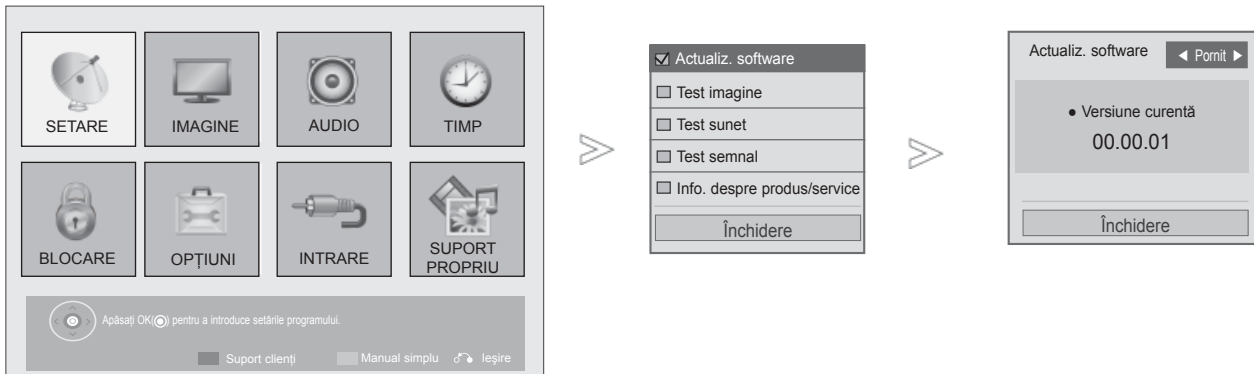 SETARE
IMAGINE
AUDIO
TIMP
BLOCARE
OPȚIUNI
INTRARE
SUPORT
PROPRIU
Apăsați OK(◉) pentru a introduce setările programului.
Suport clienți
Manual simplu
Ieșire
Actualiz. software
Test imagine
Test sunet
Test semnal
Info. despre produs/service
Închidere
Actualiz. software
◀ Pornit ▶
● Versiune curentă
00.00.01
Închidere